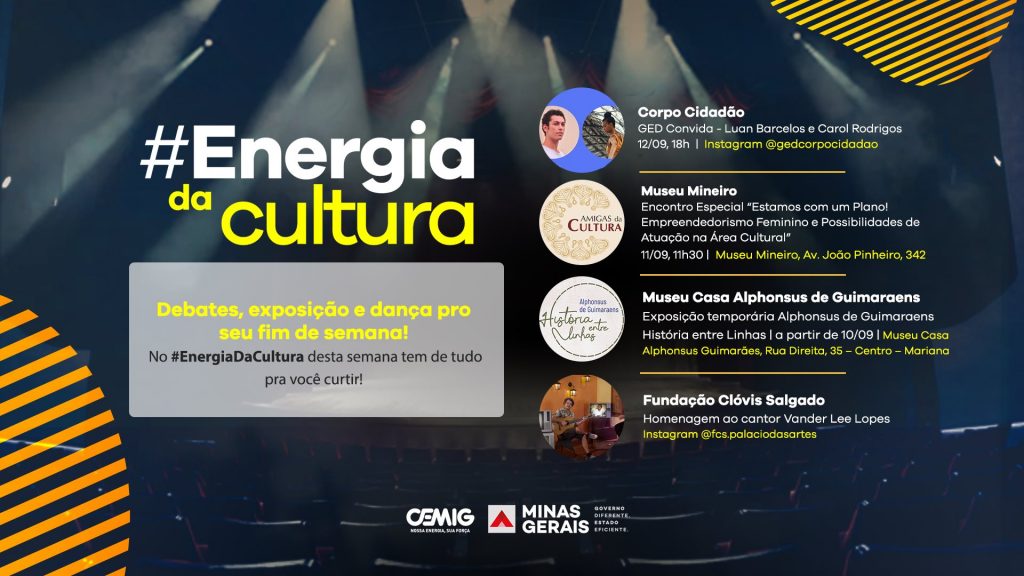 #Energia
da cultura
Debates, exposição e dança pro
seu fim de semana!
No #EnergiaDaCultura desta semana tem de tudo
pra você curtir!
Corpo Cidadão
GED Convida - Luan Barcelos e Carol Rodrigos
12/09, 18h | Instagram @gedcorpocidadao
AMIGAS da
CULTURA
Museu Mineiro
Encontro Especial “Estamos com um Plano!
Empreendedorismo Feminino e Possibilidades de
Atuação na Área Cultural”
11/09, 11h30 | Museu Mineiro, Av. João Pinheiro, 342
Alphonsus
de Guimaraens
História
entre
Linhas
Museu Casa Alphonsus de Guimaraens
Exposição temporária Alphonsus de Guimaraens
História entre Linhas | a partir de 10/09 | Museu Casa
Alphonsus Guimarães, Rua Direita, 35 – Centro – Mariana
Fundação Clóvis Salgado
Homenagem ao cantor Vander Lee Lopes
Instagram @fcs.palaciodasartes
CEMIG
NOSSA ENERGIA, SUA FORÇA
MINAS
GERAIS
GOVERNO
DIFERENTE.
ESTADO
EFICIENTE.